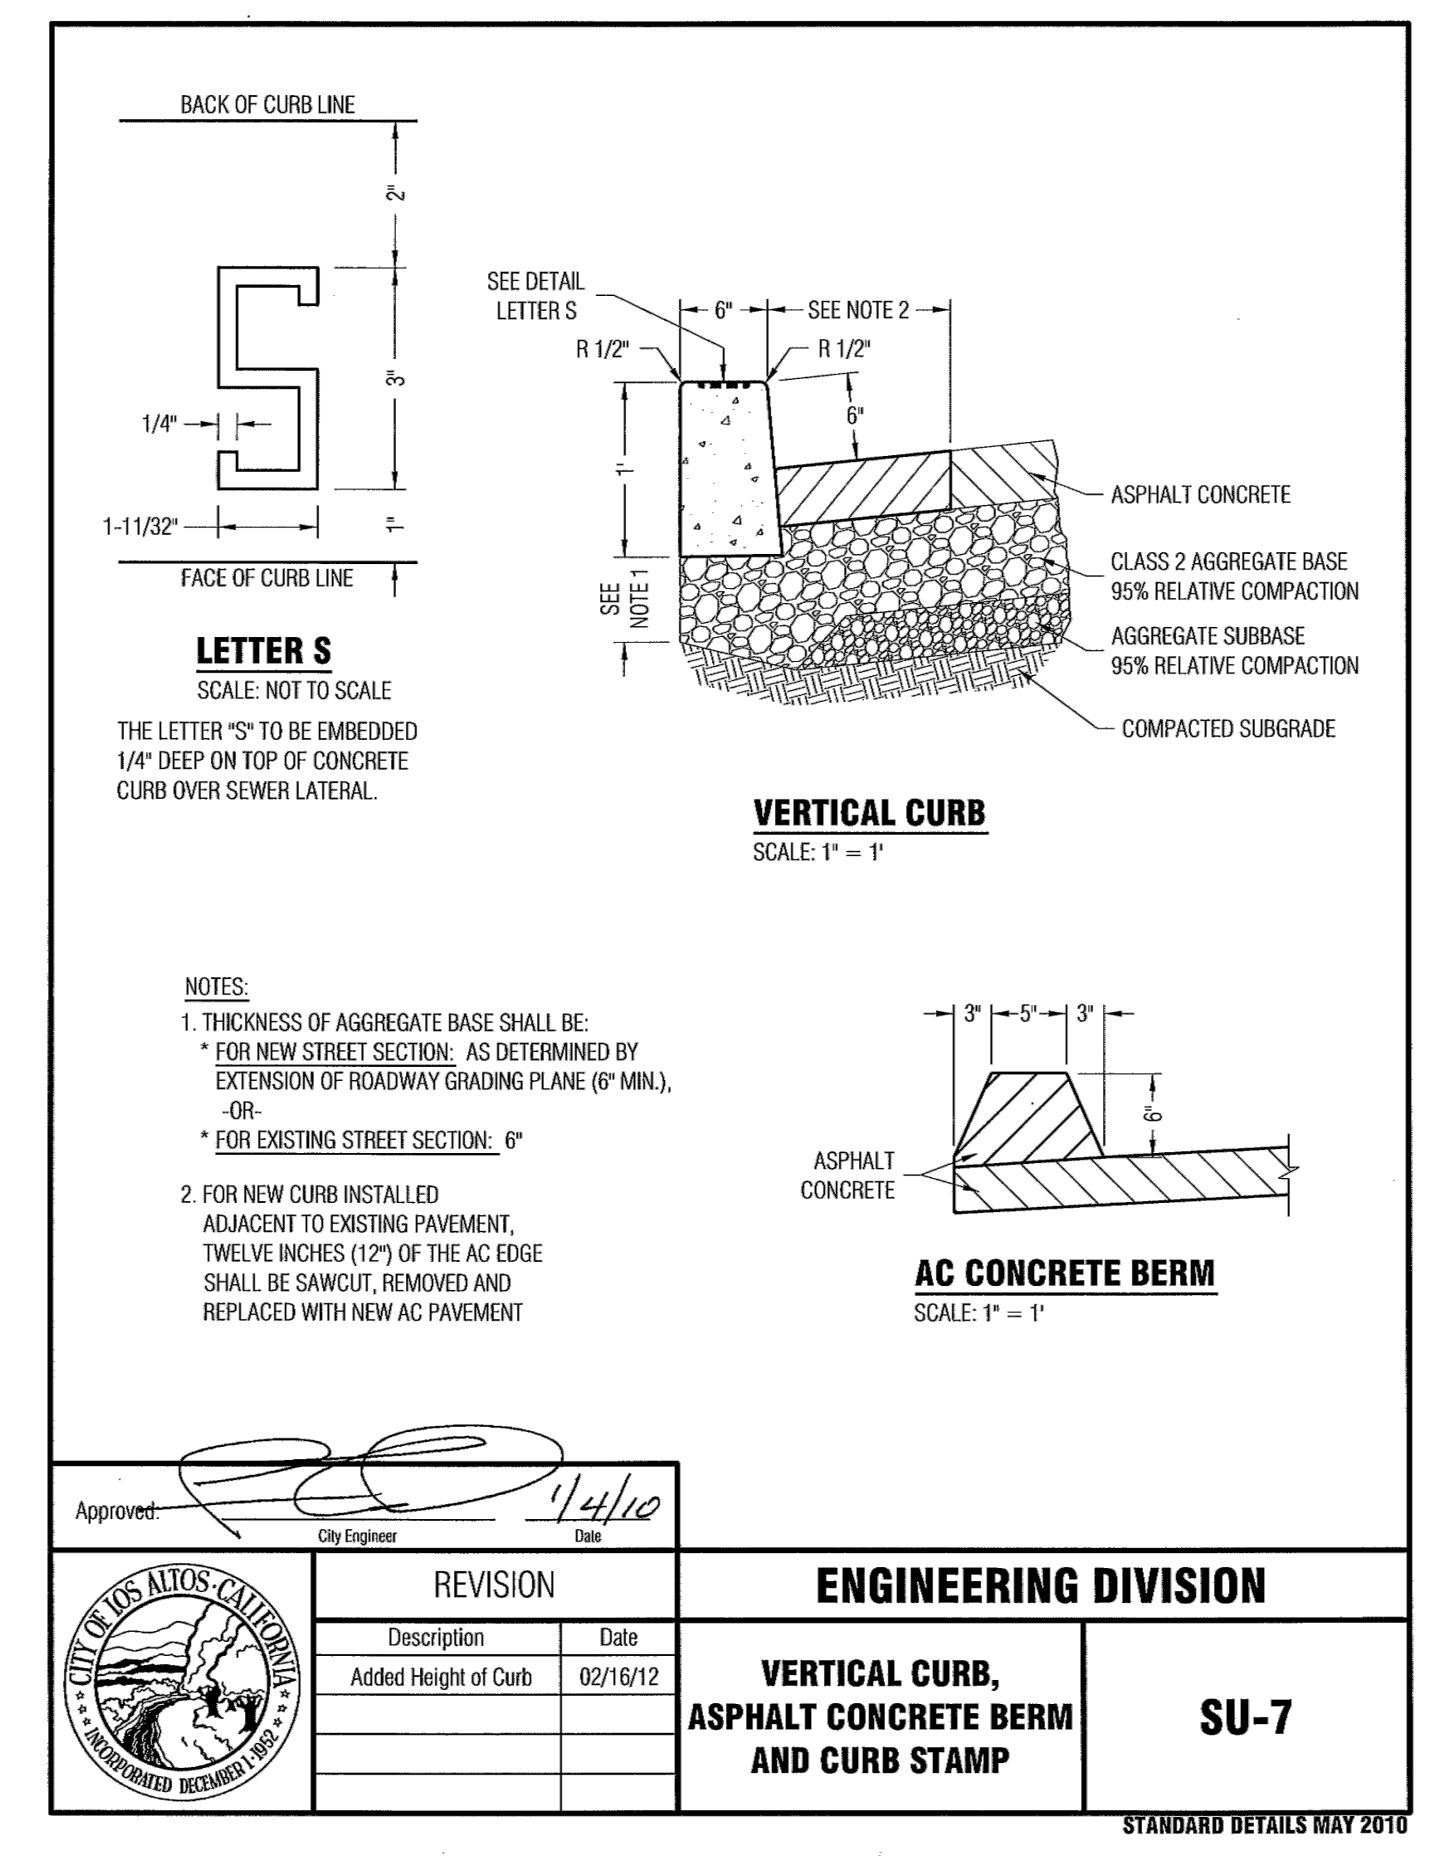 BACK OF CURB LINE
2"
3"
1/4"
1-11/32"
1"
FACE OF CURB LINE
LETTER S
SCALE: NOT TO SCALE
THE LETTER "S" TO BE EMBEDDED
1/4" DEEP ON TOP OF CONCRETE
CURB OVER SEWER LATERAL.
SEE DETAIL
LETTER S
6"
SEE NOTE 2
R 1/2"
R 1/2"
6"
1'
SEE
NOTE 1
ASPHALT CONCRETE
CLASS 2 AGGREGATE BASE
95% RELATIVE COMPACTION
AGGREGATE SUBBASE
95% RELATIVE COMPACTION
COMPACTED SUBGRADE
VERTICAL CURB
SCALE: 1" = 1'
NOTES:
1. THICKNESS OF AGGREGATE BASE SHALL BE:
* FOR NEW STREET SECTION: AS DETERMINED BY
EXTENSION OF ROADWAY GRADING PLANE (6" MIN.),
-OR-
* FOR EXISTING STREET SECTION: 6"
2. FOR NEW CURB INSTALLED
ADJACENT TO EXISTING PAVEMENT,
TWELVE INCHES (12") OF THE AC EDGE
SHALL BE SAWCUT, REMOVED AND
REPLACED WITH NEW AC PAVEMENT
3" 5" 3"
6"
ASPHALT
CONCRETE
AC CONCRETE BERM
SCALE: 1" = 1'
Approved:
1/4/10
City Engineer
Date
CITY OF LOS ALTOS · CALIFORNIA
INCORPORATED DECEMBER 1 · 1952
REVISION
Description Date
Added Height of Curb 02/16/12
ENGINEERING DIVISION
VERTICAL CURB,
ASPHALT CONCRETE BERM
AND CURB STAMP
SU-7
STANDARD DETAILS MAY 2010